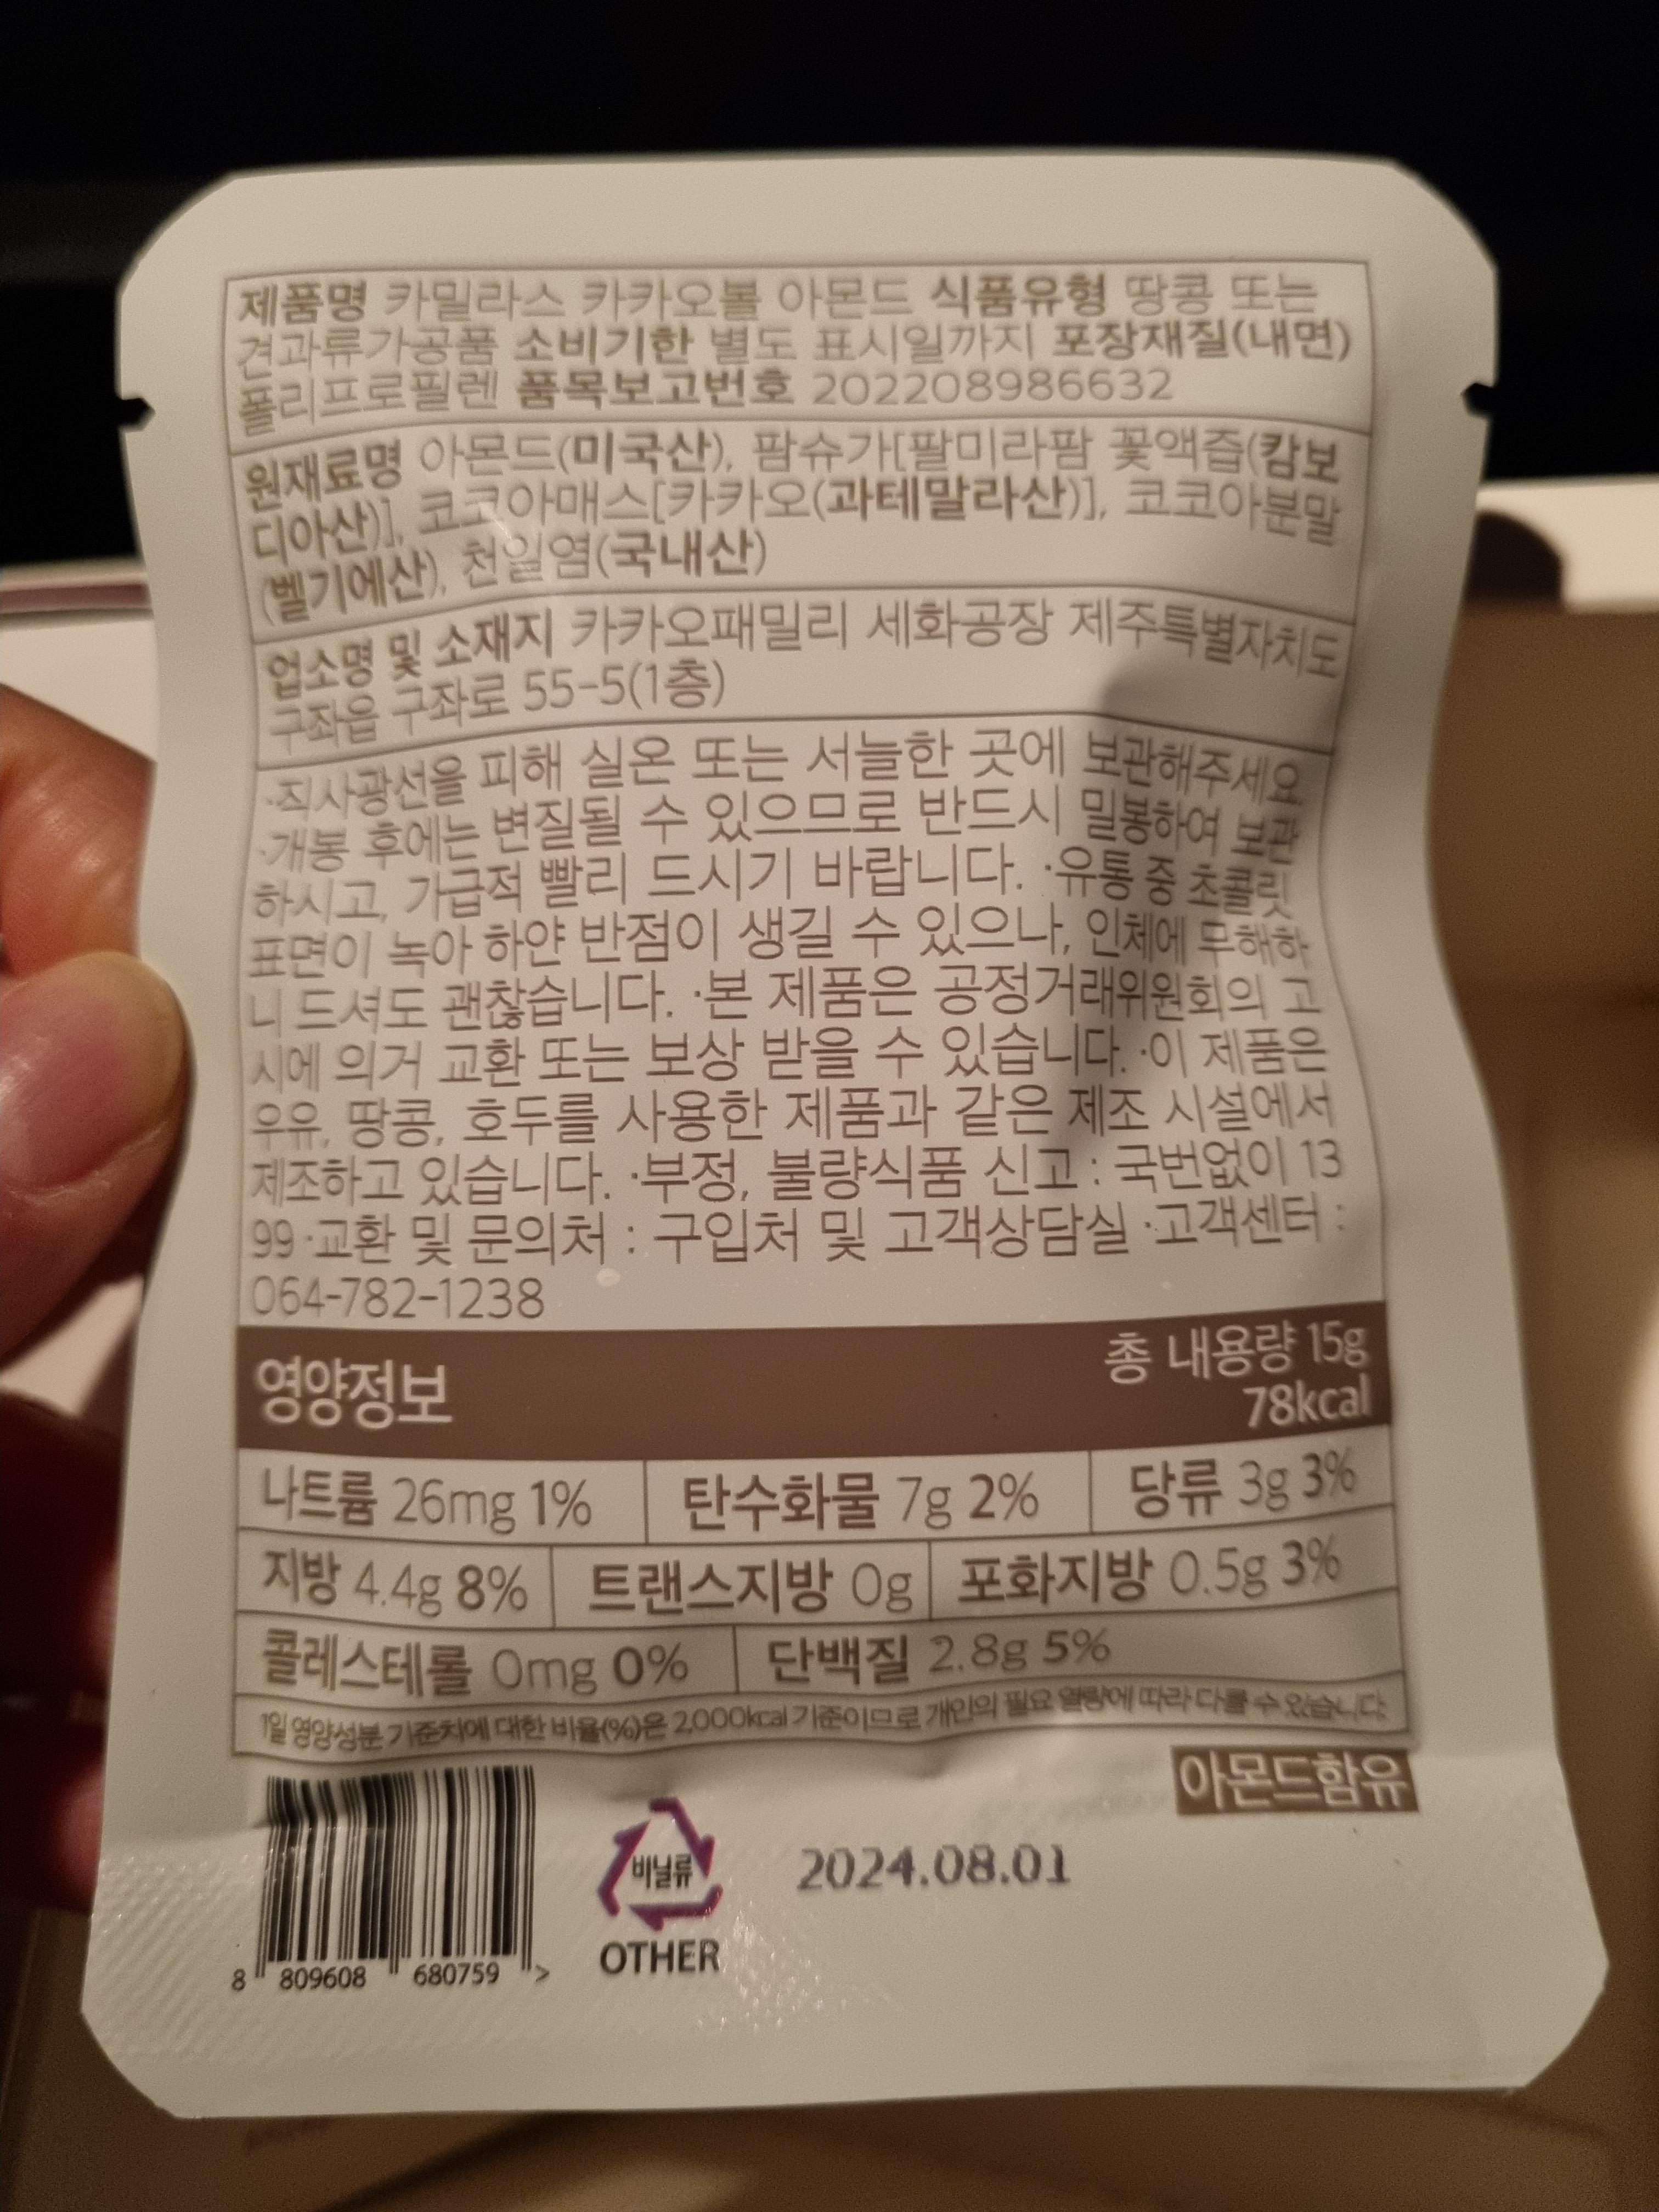 제품명 카밀라스 카카오볼 아몬드 식품유형 땅콩 또는
견과류가공품 소비기한 별도 표시일까지 포장재질(내면)
폴리프로필렌 품목보고번호 202208986632
원재료명 아몬드(미국산), 팜슈가[팔미라팜 꽃액즙(캄보
디아산)], 코코아매스[카카오(과테말라산)], 코코아분말
(벨기에산), 천일염(국내산)
업소명 및 소재지 카카오패밀리 세화공장 제주특별자치도
구좌읍 구좌로 55-5(1층)
·직사광선을 피해 실온 또는 서늘한 곳에 보관해주세요
·개봉 후에는 변질될 수 있으므로 반드시 밀봉하여 보관
하시고, 가급적 빨리 드시기 바랍니다. ·유통 중 초콜릿
표면이 녹아 하얀 반점이 생길 수 있으나, 인체에 무해하
니 드셔도 괜찮습니다. ·본 제품은 공정거래위원회의 고
시에 의거 교환 또는 보상 받을 수 있습니다. ·이 제품은
우유, 땅콩, 호두를 사용한 제품과 같은 제조 시설에서
제조하고 있습니다. ·부정, 불량식품 신고 : 국번없이 13
99 ·교환 및 문의처 : 구입처 및 고객상담실 ·고객센터 :
064-782-1238
영양정보
총 내용량 15g
78kcal
나트륨 26mg 1% 탄수화물 7g 2% 당류 3g 3%
지방 4.4g 8% 트랜스지방 0g 포화지방 0.5g 3%
콜레스테롤 0mg 0% 단백질 2.8g 5%
1일 영양성분 기준치에 대한 비율(%)은 2,000kcal 기준이므로 개인의 필요 열량에 따라 다를 수 있습니다.
아몬드함유
비닐류
OTHER
2024.08.01
8 809608 680759 >